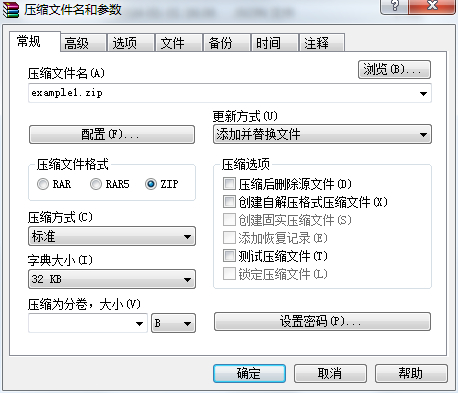 压缩文件名和参数
常规 高级 选项 文件 备份 时间 注释
压缩文件名(A)
浏览(B)...
example1.zip
更新方式(U)
配置(F)...
添加并替换文件
压缩文件格式
RAR RAR5 ZIP
压缩选项
压缩后删除源文件(D)
创建自解压格式压缩文件(X)
创建固实压缩文件(S)
添加恢复记录(E)
测试压缩文件(T)
锁定压缩文件(L)
压缩方式(C)
标准
字典大小(I)
32 KB
压缩为分卷，大小(V)
B
设置密码(P)...
确定 取消 帮助